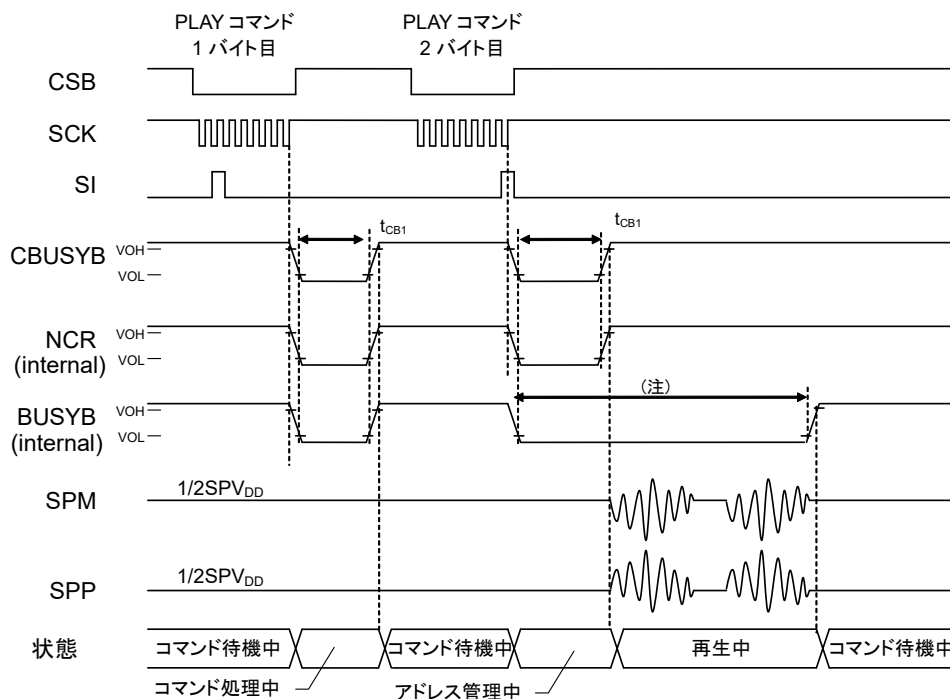 PLAY コマンド
1 バイト目
PLAY コマンド
2 バイト目
CSB
SCK
SI
tCB1
tCB1
CBUSYB
VOH
VOL
NCR
(internal)
VOH
VOL
(注)
BUSYB
(internal)
VOH
VOL
SPM
1/2SPVDD
SPP
1/2SPVDD
状態
コマンド待機中
コマンド待機中
再生中
コマンド待機中
コマンド処理中
アドレス管理中